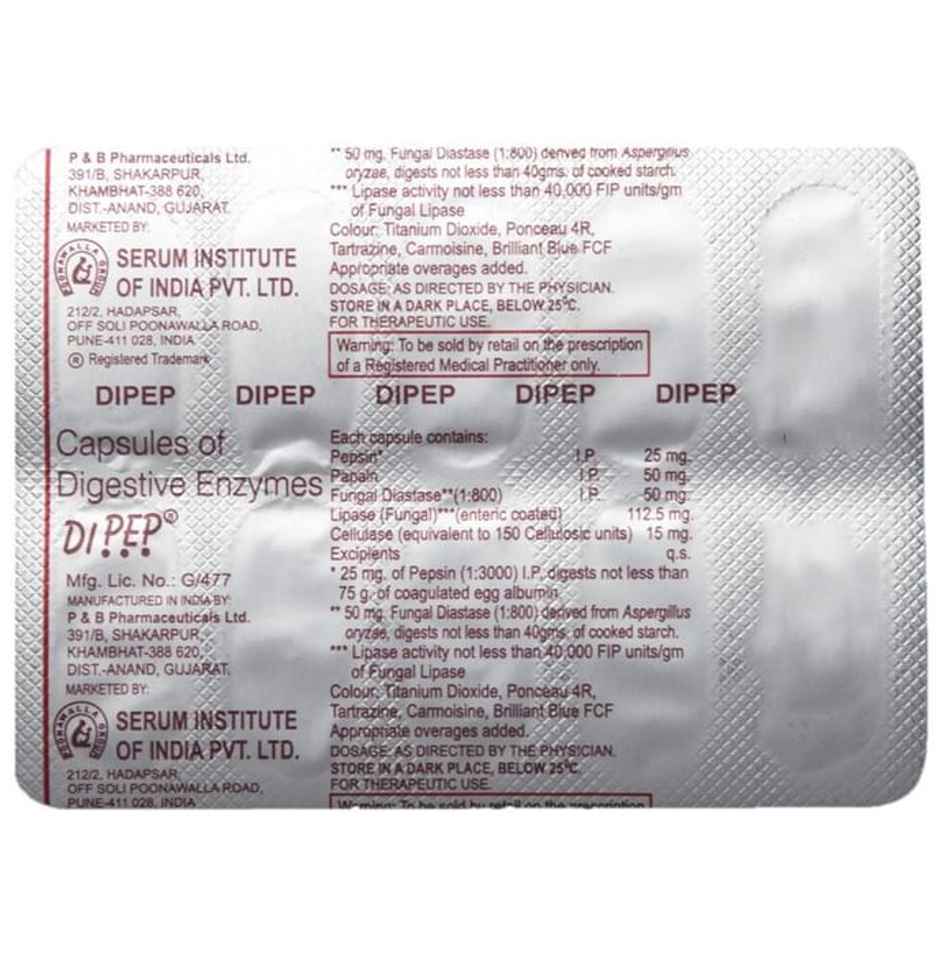 P & B Pharmaceuticals Ltd.
391/B, SHAKARPUR,
KHAMBHAT-388 620,
DIST.-ANAND, GUJARAT.
MARKETED BY:
POONAWALLA GROUP
SERUM INSTITUTE
OF INDIA PVT. LTD.
212/2, HADAPSAR,
OFF SOLI POONAWALLA ROAD,
PUNE-411 028, INDIA
® Registered Trademark
** 50 mg. Fungal Diastase (1:800) derived from Aspergillus
oryzae, digests not less than 40gms. of cooked starch.
*** Lipase activity not less than 40,000 FIP units/gm
of Fungal Lipase
Colour: Titanium Dioxide, Ponceau 4R,
Tartrazine, Carmoisine, Brilliant Blue FCF
Appropriate overages added.
DOSAGE: AS DIRECTED BY THE PHYSICIAN.
STORE IN A DARK PLACE, BELOW 25°C.
FOR THERAPEUTIC USE.
Warning: To be sold by retail on the prescription
of a Registered Medical Practitioner only.
DIPEP DIPEP DIPEP DIPEP DIPEP
Capsules of
Digestive Enzymes
DIPEP®
Mfg. Lic. No.: G/477
MANUFACTURED IN INDIA BY:
P & B Pharmaceuticals Ltd.
391/B, SHAKARPUR,
KHAMBHAT-388 620,
DIST.-ANAND, GUJARAT.
MARKETED BY:
POONAWALLA GROUP
SERUM INSTITUTE
OF INDIA PVT. LTD.
212/2, HADAPSAR,
OFF SOLI POONAWALLA ROAD,
PUNE-411 028, INDIA
Each capsule contains:
Pepsin* I.P. 25 mg.
Papain I.P. 50 mg.
Fungal Diastase**(1:800) I.P. 50 mg.
Lipase (Fungal)***(enteric coated) 112.5 mg.
Cellulase (equivalent to 150 Cellulosic units) 15 mg.
Excipients q.s.
* 25 mg. of Pepsin (1:3000) I.P. digests not less than
75 g. of coagulated egg albumin
** 50 mg. Fungal Diastase (1:800) derived from Aspergillus
oryzae, digests not less than 40gms. of cooked starch.
*** Lipase activity not less than 40,000 FIP units/gm
of Fungal Lipase
Colour: Titanium Dioxide, Ponceau 4R,
Tartrazine, Carmoisine, Brilliant Blue FCF
Appropriate overages added.
DOSAGE: AS DIRECTED BY THE PHYSICIAN.
STORE IN A DARK PLACE, BELOW 25°C.
FOR THERAPEUTIC USE.
Warning: To be sold by retail on the prescription